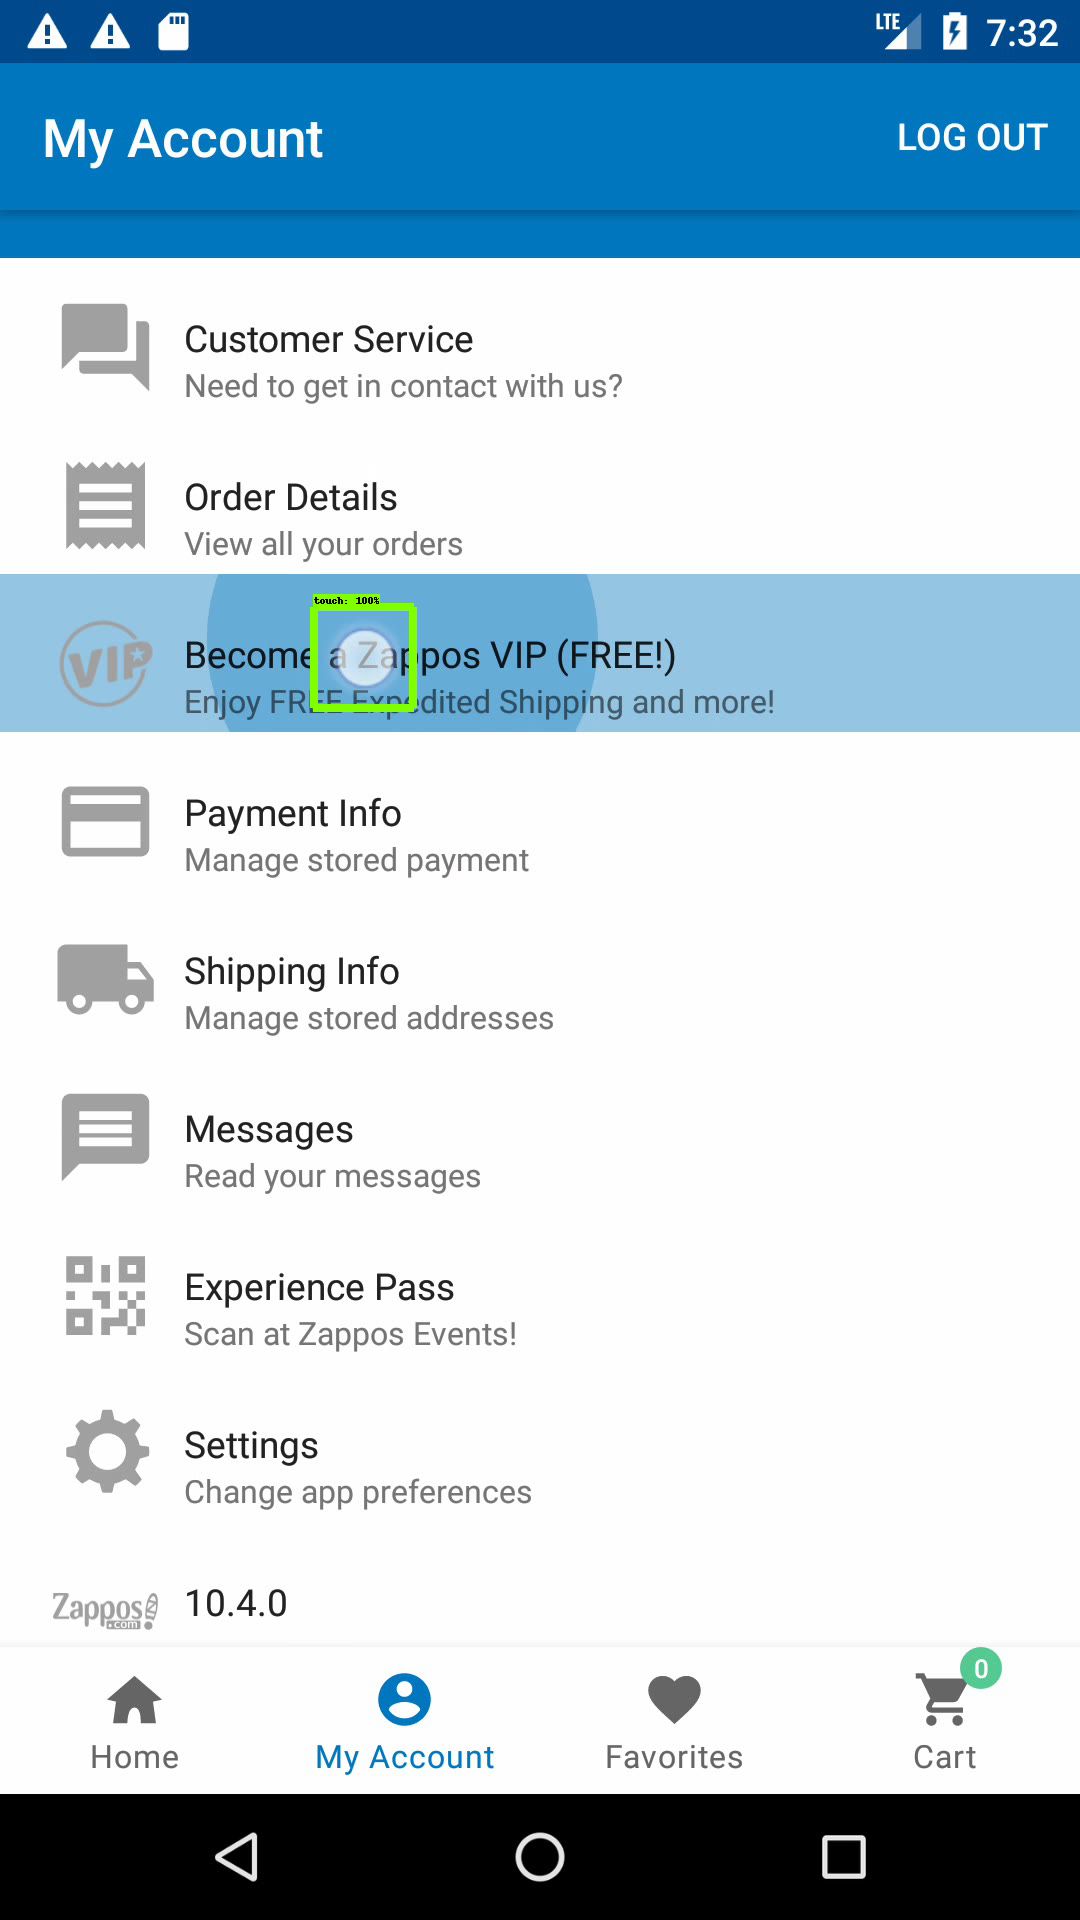 LTE 7:32
My Account LOG OUT
Customer Service
Need to get in contact with us?
Order Details
View all your orders
touch: 100%
VIP Become a Zappos VIP (FREE!)
Enjoy FREE Expedited Shipping and more!
Payment Info
Manage stored payment
Shipping Info
Manage stored addresses
Messages
Read your messages
Experience Pass
Scan at Zappos Events!
Settings
Change app preferences
Zappos .com 10.4.0
0
Home My Account Favorites Cart